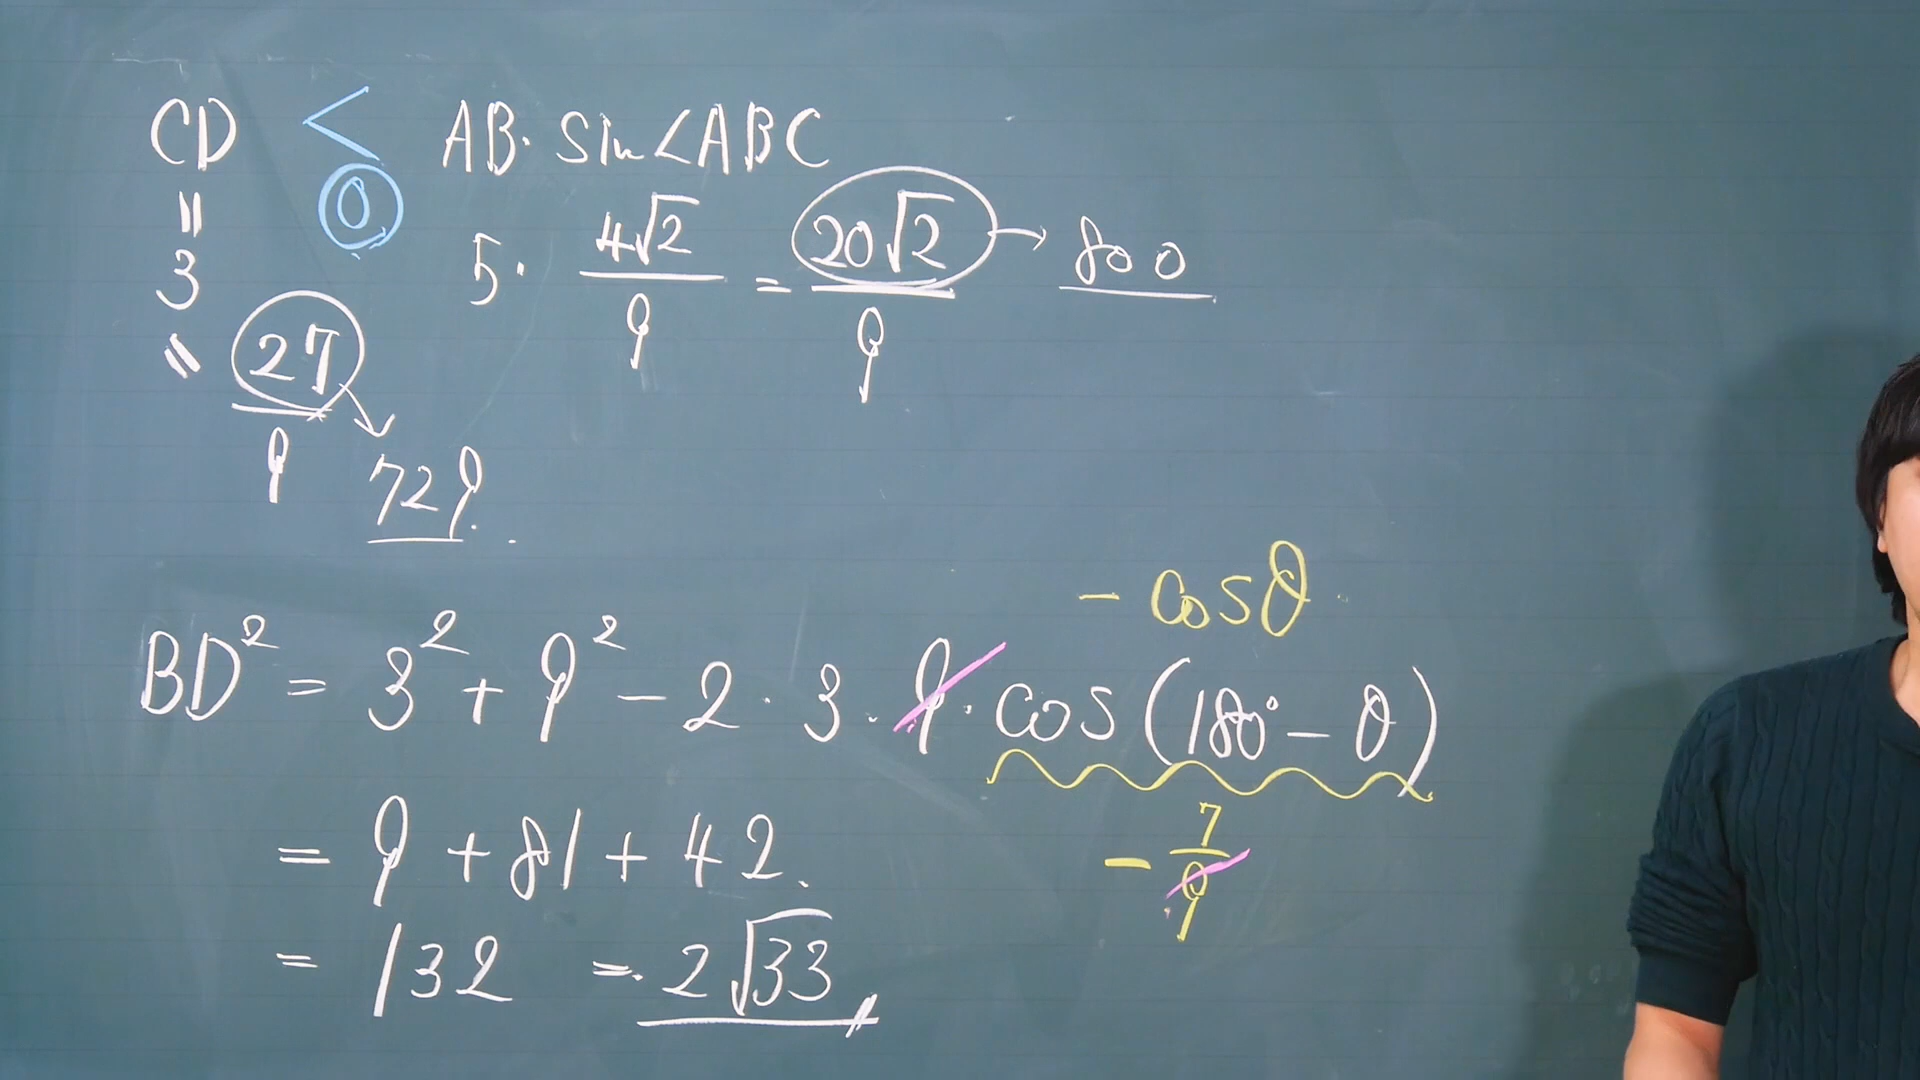 CD < AB・sin∠ABC
= ⓪ 5・4√2/9 = 20√2/9 → 800
3
= 27/9 → 729
-cosθ
BD² = 3² + 9² - 2・3・9・cos(180° - θ)
-7/9
= 9 + 81 + 42
= 132 = 2√33